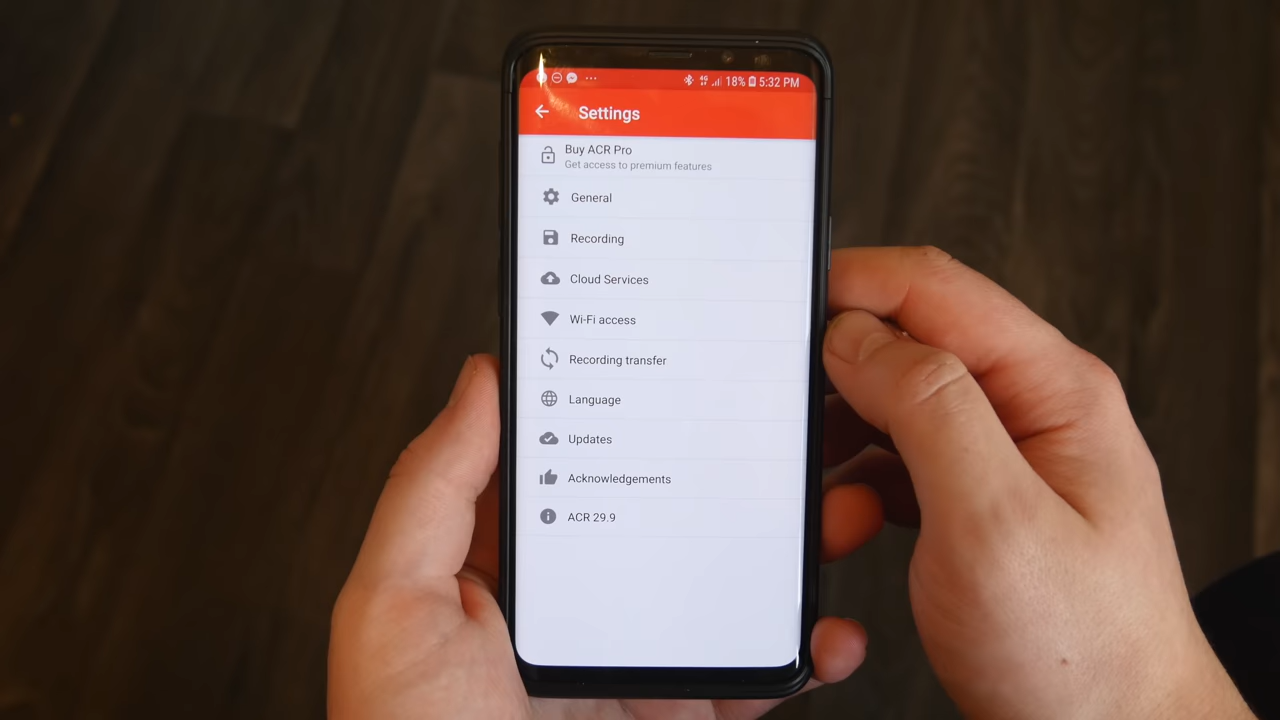 4G 18% 5:32 PM
Settings
Buy ACR Pro
Get access to premium features
General
Recording
Cloud Services
Wi-Fi access
Recording transfer
Language
Updates
Acknowledgements
ACR 29.9